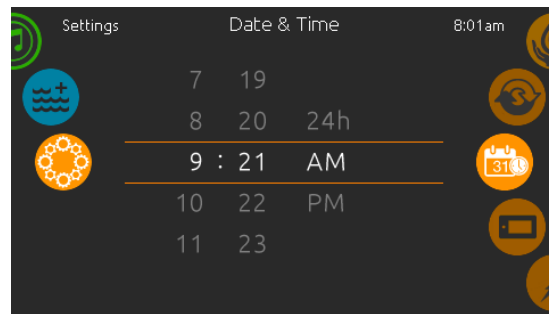 Settings Date & Time 8:01am
7 19
8 20 24h
9 : 21 AM
31
10 22 PM
11 23